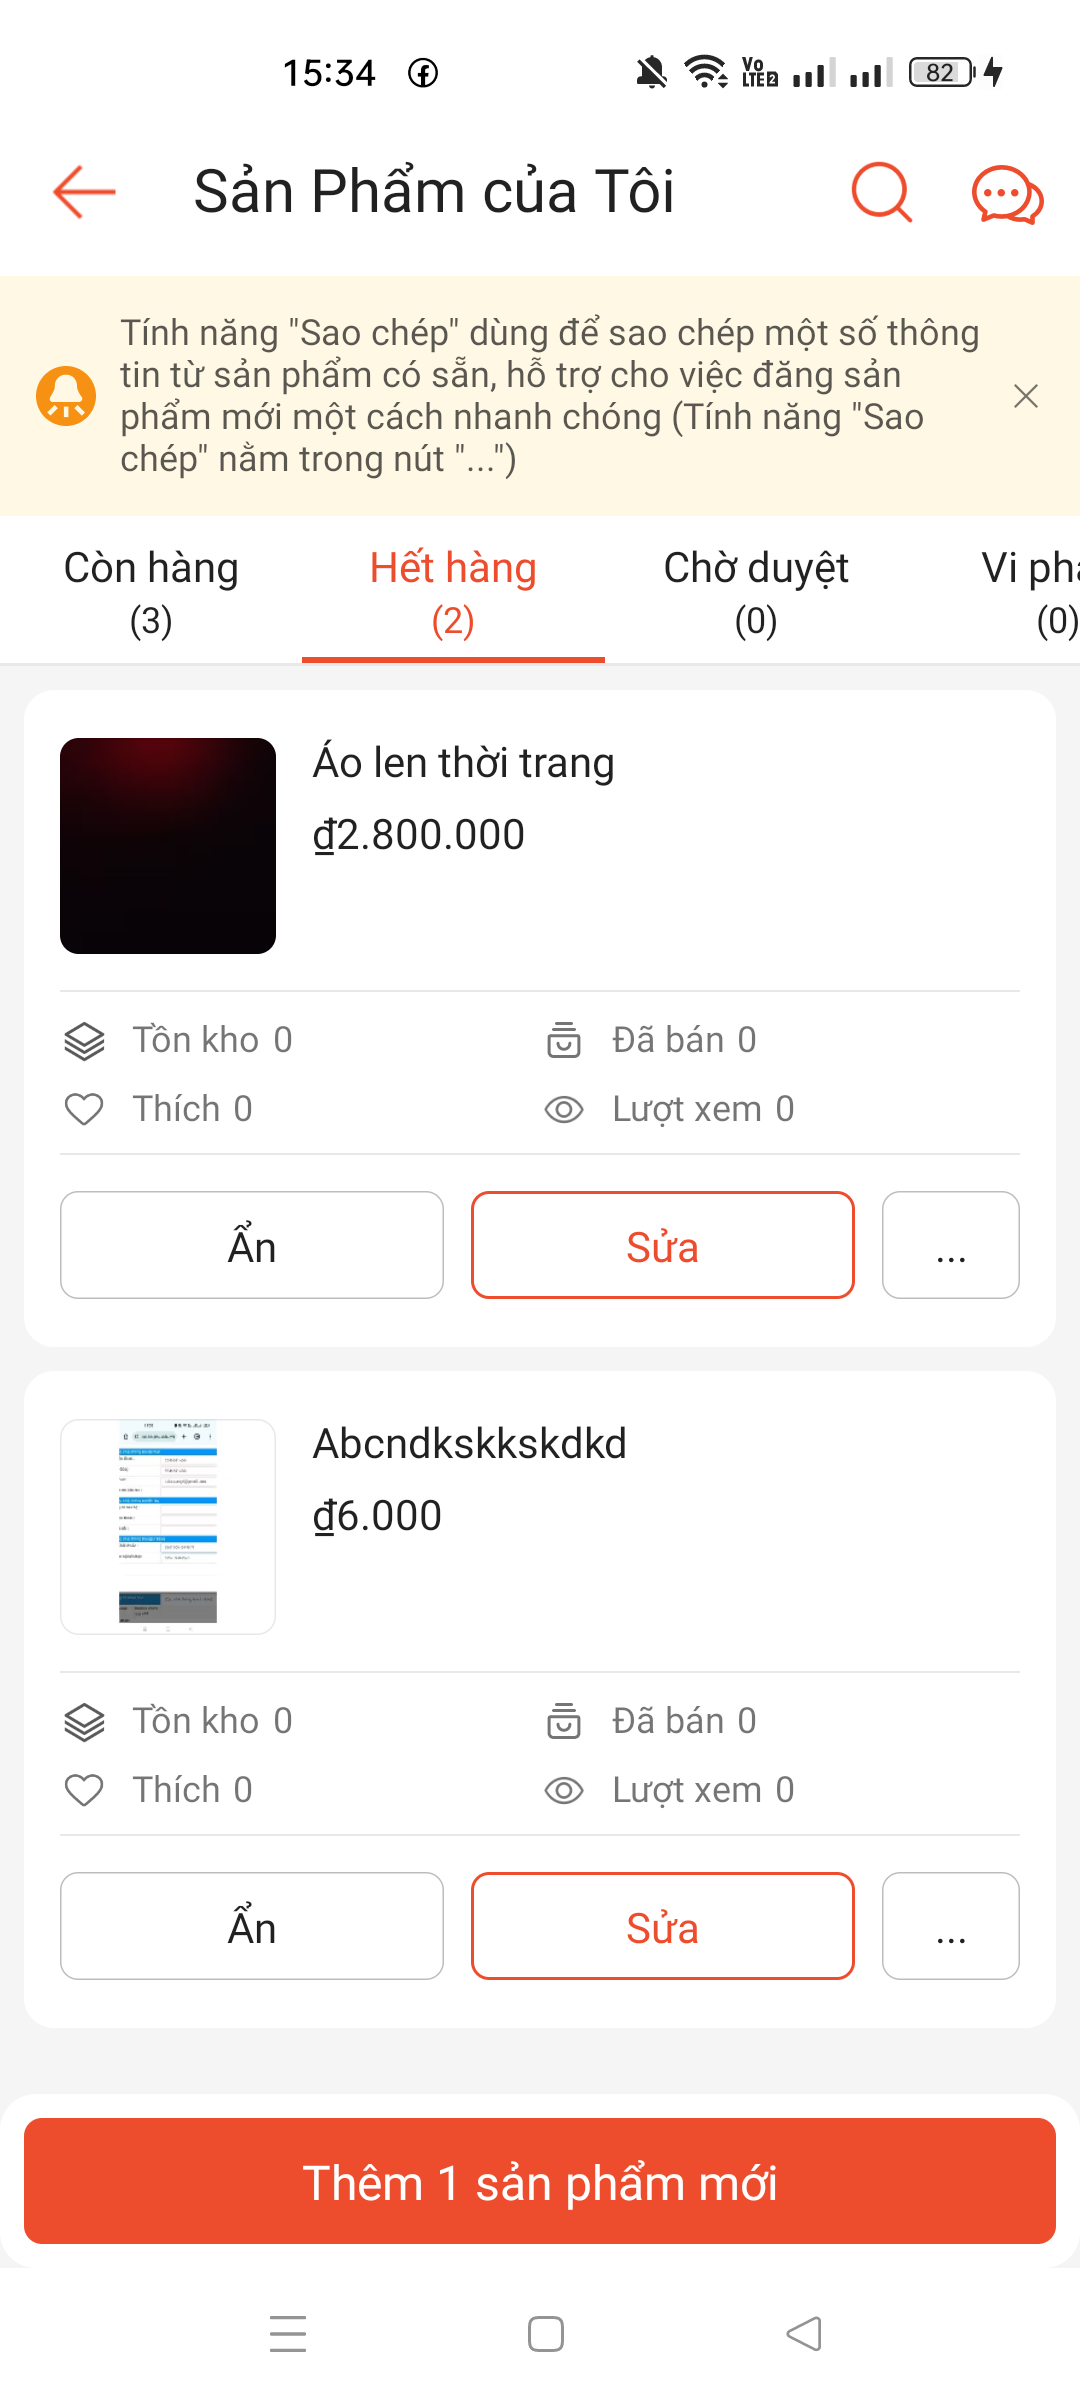 15:34
Vo
LTE 2
82
Sản Phẩm của Tôi
Tính năng "Sao chép" dùng để sao chép một số thông
tin từ sản phẩm có sẵn, hỗ trợ cho việc đăng sản
phẩm mới một cách nhanh chóng (Tính năng "Sao
chép" nằm trong nút "...")
Còn hàng
(3)
Hết hàng
(2)
Chờ duyệt
(0)
Vi phạ
(0)
Áo len thời trang
₫2.800.000
Tồn kho 0
Đã bán 0
Thích 0
Lượt xem 0
Ẩn
Sửa
...
Abcndkskkskdkd
₫6.000
Tồn kho 0
Đã bán 0
Thích 0
Lượt xem 0
Ẩn
Sửa
...
Thêm 1 sản phẩm mới